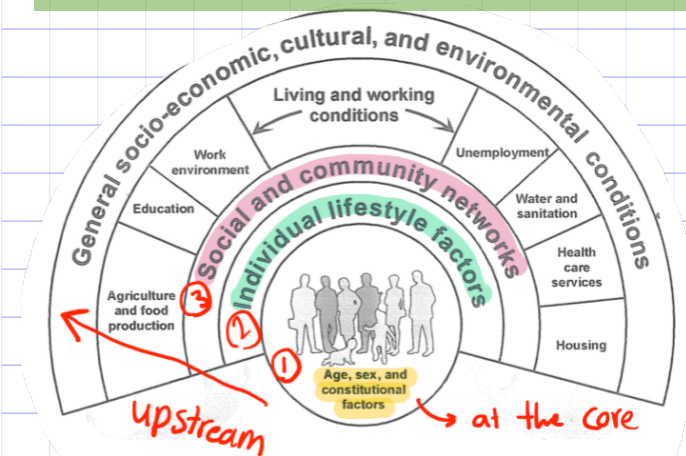 General socio-economic, cultural, and environmental conditions
Living and working
conditions
Work
environment
Unemployment
Education
Water and
sanitation
Agriculture
and food
production
Health
care
services
Housing
Social and community networks
Individual lifestyle factors
3
2
1
Age, sex, and
constitutional
factors
upstream
at the core